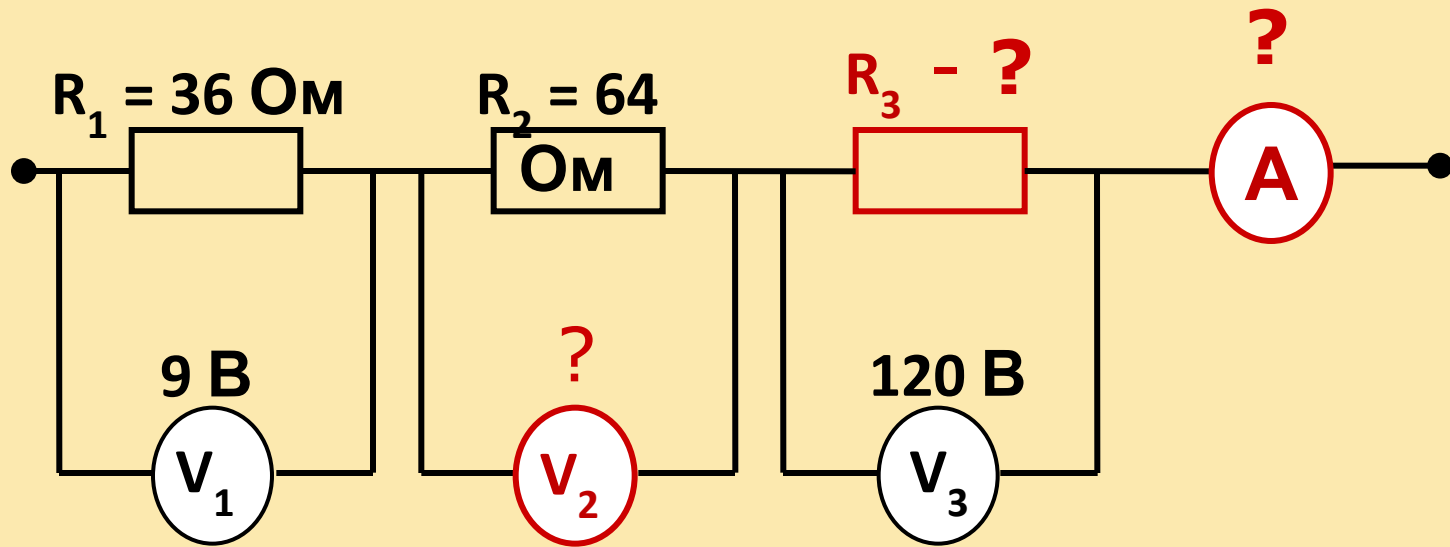 R₁ = 36 Ом
R₂ = 64 Ом
R₃ - ?
?
A
9 В
?
120 В
V₁
V₂
V₃